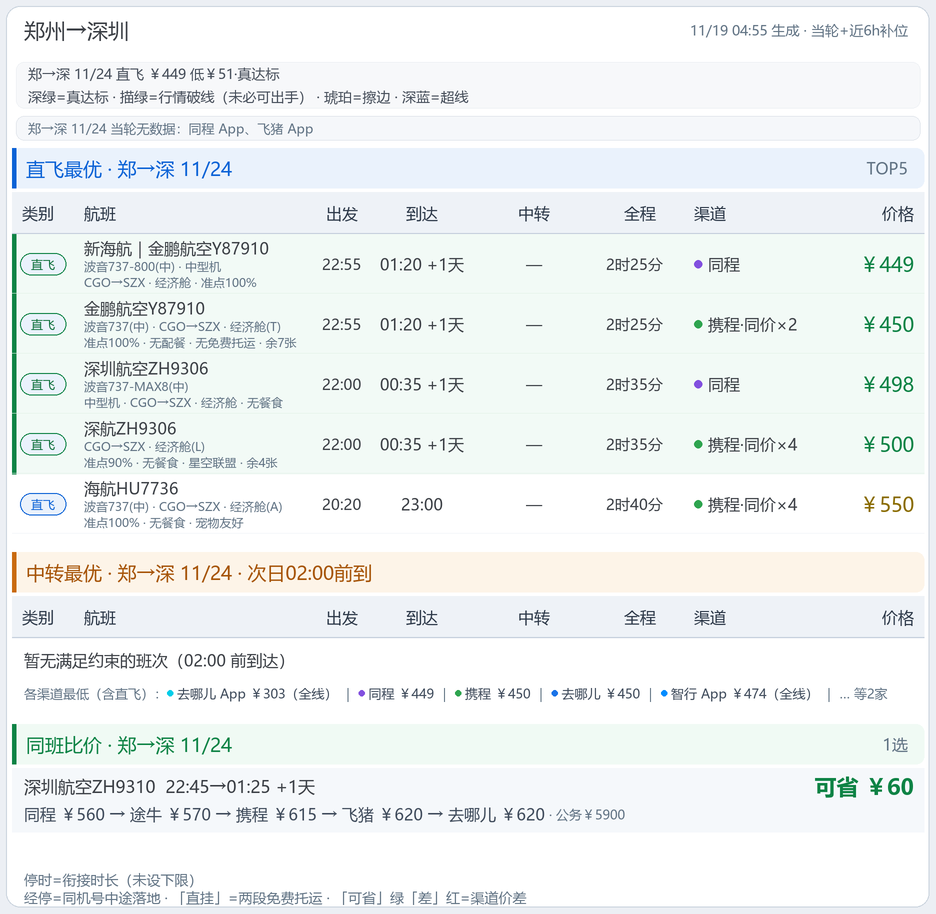 郑州→深圳
11/19 04:55 生成 · 当轮+近6h补位
郑→深 11/24 直飞 ￥449 低￥51·真达标
深绿=真达标 · 描绿=行情破线（未必可出手） · 琥珀=擦边 · 深蓝=超线
郑→深 11/24 当轮无数据：同程 App、飞猪 App
直飞最优 · 郑→深 11/24 TOP5
类别 航班 出发 到达 中转 全程 渠道 价格
新海航｜金鹏航空Y87910
直飞 波音737-800(中) · 中型机 22:55 01:20 +1天 — 2时25分 同程 ￥449
CGO→SZX · 经济舱 · 准点100%
金鹏航空Y87910
直飞 波音737(中) · CGO→SZX · 经济舱(T) 22:55 01:20 +1天 — 2时25分 携程·同价×2 ￥450
准点100% · 无配餐 · 无免费托运 · 余7张
深圳航空ZH9306
直飞 波音737-MAX8(中) 22:00 00:35 +1天 — 2时35分 同程 ￥498
中型机 · CGO→SZX · 经济舱 · 无餐食
深航ZH9306
直飞 CGO→SZX · 经济舱(L) 22:00 00:35 +1天 — 2时35分 携程·同价×4 ￥500
准点90% · 无餐食 · 星空联盟 · 余4张
海航HU7736
直飞 波音737(中) · CGO→SZX · 经济舱(A) 20:20 23:00 — 2时40分 携程·同价×4 ￥550
准点100% · 无餐食 · 宠物友好
中转最优 · 郑→深 11/24 · 次日02:00前到
类别 航班 出发 到达 中转 全程 渠道 价格
暂无满足约束的班次（02:00 前到达）
各渠道最低（含直飞）: 去哪儿 App ￥303（全线） | 同程 ￥449 | 携程 ￥450 | 去哪儿 ￥450 | 智行 App ￥474（全线） | … 等2家
同班比价 · 郑→深 11/24 1选
深圳航空ZH9310 22:45→01:25 +1天 可省 ￥60
同程 ￥560 → 途牛 ￥570 → 携程 ￥615 → 飞猪 ￥620 → 去哪儿 ￥620 · 公务￥5900
停时=衔接时长（未设下限）
经停=同机号中途落地 · 「直挂」=两段免费托运 · 「可省」绿「差」红=渠道价差